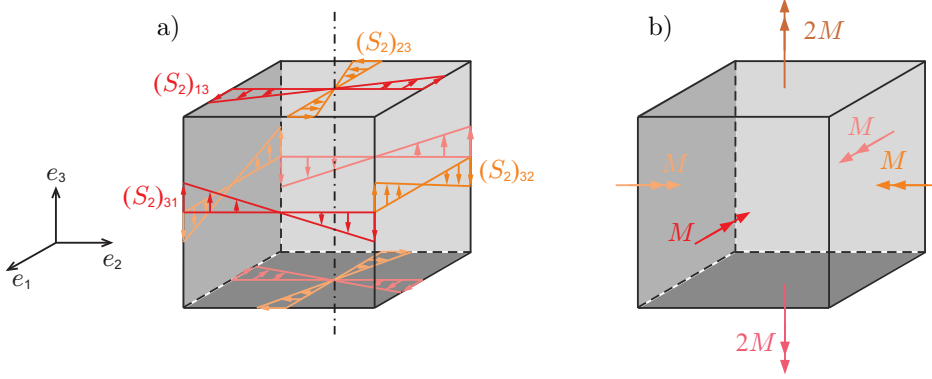 a)
(S₂)₂₃
(S₂)₁₃
(S₂)₃₁
(S₂)₃₂
e₃
e₁
e₂
b)
2M
M
M
M
M
2M